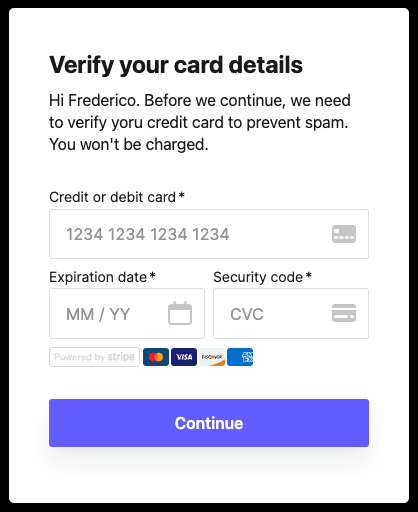 Verify your card details
Hi Frederico. Before we continue, we need
to verify yoru credit card to prevent spam.
You won't be charged.
Credit or debit card*
1234 1234 1234 1234
Expiration date* Security code*
MM / YY CVC
Powered by stripe VISA DISCOVER
Continue